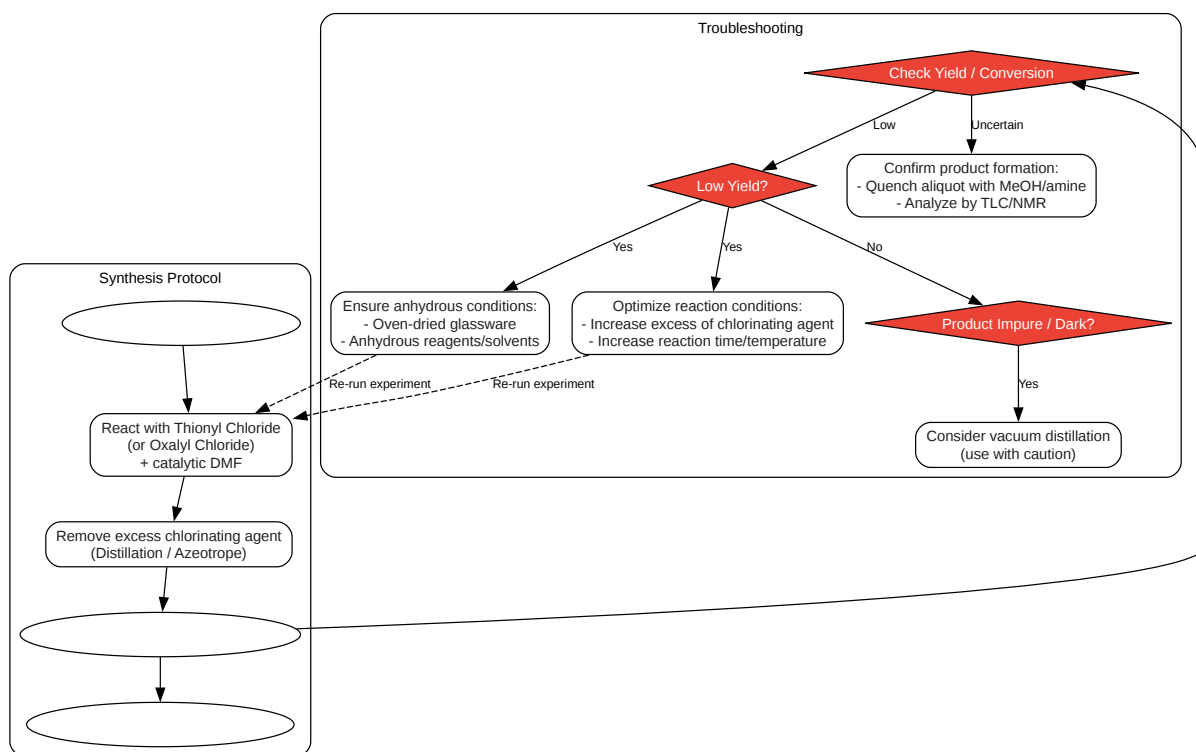 Troubleshooting
Check Yield / Conversion
Low
Uncertain
Confirm product formation:
- Quench aliquot with MeOH/amine
- Analyze by TLC/NMR
Low Yield?
Yes
Yes
No
Synthesis Protocol
Ensure anhydrous conditions:
- Oven-dried glassware
- Anhydrous reagents/solvents
Optimize reaction conditions:
- Increase excess of chlorinating agent
- Increase reaction time/temperature
Product Impure / Dark?
Re-run experiment
Re-run experiment
Yes
React with Thionyl Chloride
(or Oxalyl Chloride)
+ catalytic DMF
Consider vacuum distillation
(use with caution)
Remove excess chlorinating agent
(Distillation / Azeotrope)